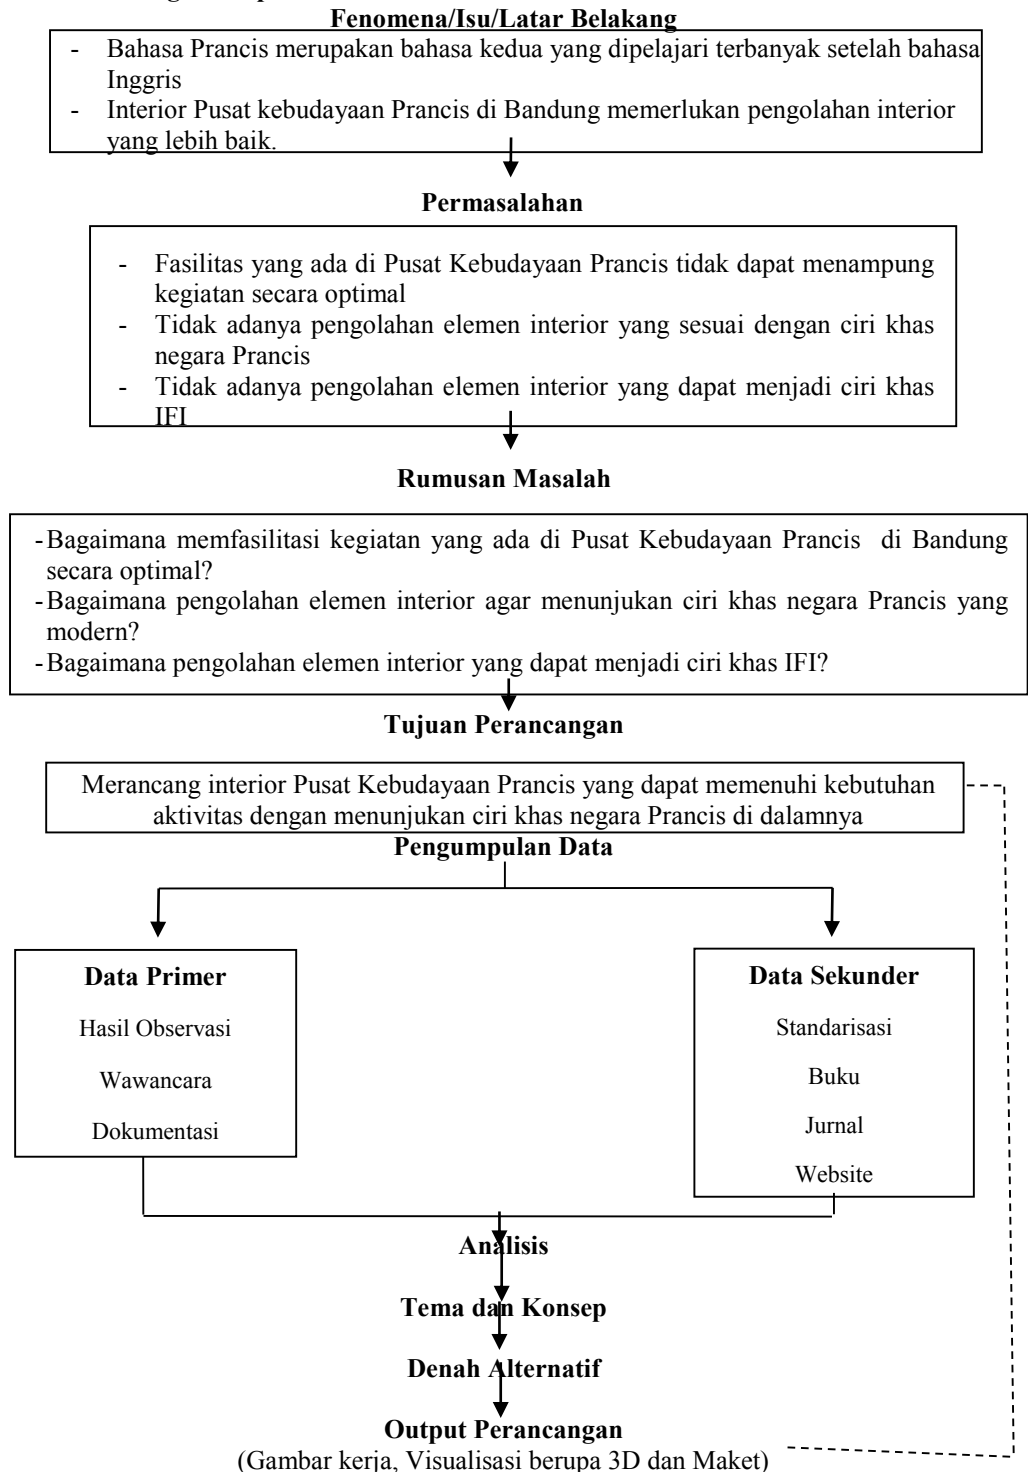 Fenomena/Isu/Latar Belakang
- Bahasa Prancis merupakan bahasa kedua yang dipelajari terbanyak setelah bahasa
Inggris
- Interior Pusat kebudayaan Prancis di Bandung memerlukan pengolahan interior
yang lebih baik.
Permasalahan
- Fasilitas yang ada di Pusat Kebudayaan Prancis tidak dapat menampung
kegiatan secara optimal
- Tidak adanya pengolahan elemen interior yang sesuai dengan ciri khas
negara Prancis
- Tidak adanya pengolahan elemen interior yang dapat menjadi ciri khas
IFI
Rumusan Masalah
-Bagaimana memfasilitasi kegiatan yang ada di Pusat Kebudayaan Prancis di Bandung
secara optimal?
-Bagaimana pengolahan elemen interior agar menunjukan ciri khas negara Prancis yang
modern?
-Bagaimana pengolahan elemen interior yang dapat menjadi ciri khas IFI?
Tujuan Perancangan
Merancang interior Pusat Kebudayaan Prancis yang dapat memenuhi kebutuhan
aktivitas dengan menunjukan ciri khas negara Prancis di dalamnya
Pengumpulan Data
Data Primer
Hasil Observasi
Wawancara
Dokumentasi
Data Sekunder
Standarisasi
Buku
Jurnal
Website
Analisis
Tema dan Konsep
Denah Alternatif
Output Perancangan
(Gambar kerja, Visualisasi berupa 3D dan Maket)